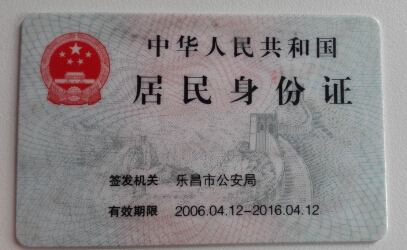 中华人民共和国
居民身份证
签发机关 乐昌市公安局
有效期限 2006.04.12-2016.04.12